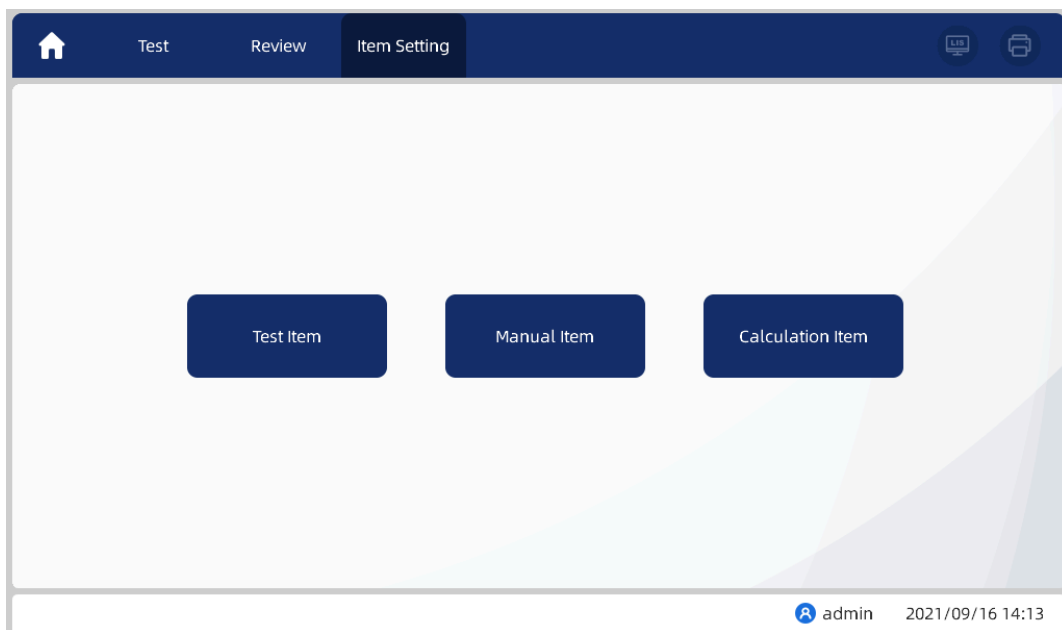 Test Review Item Setting LIS
Test Item Manual Item Calculation Item
admin 2021/09/16 14:13